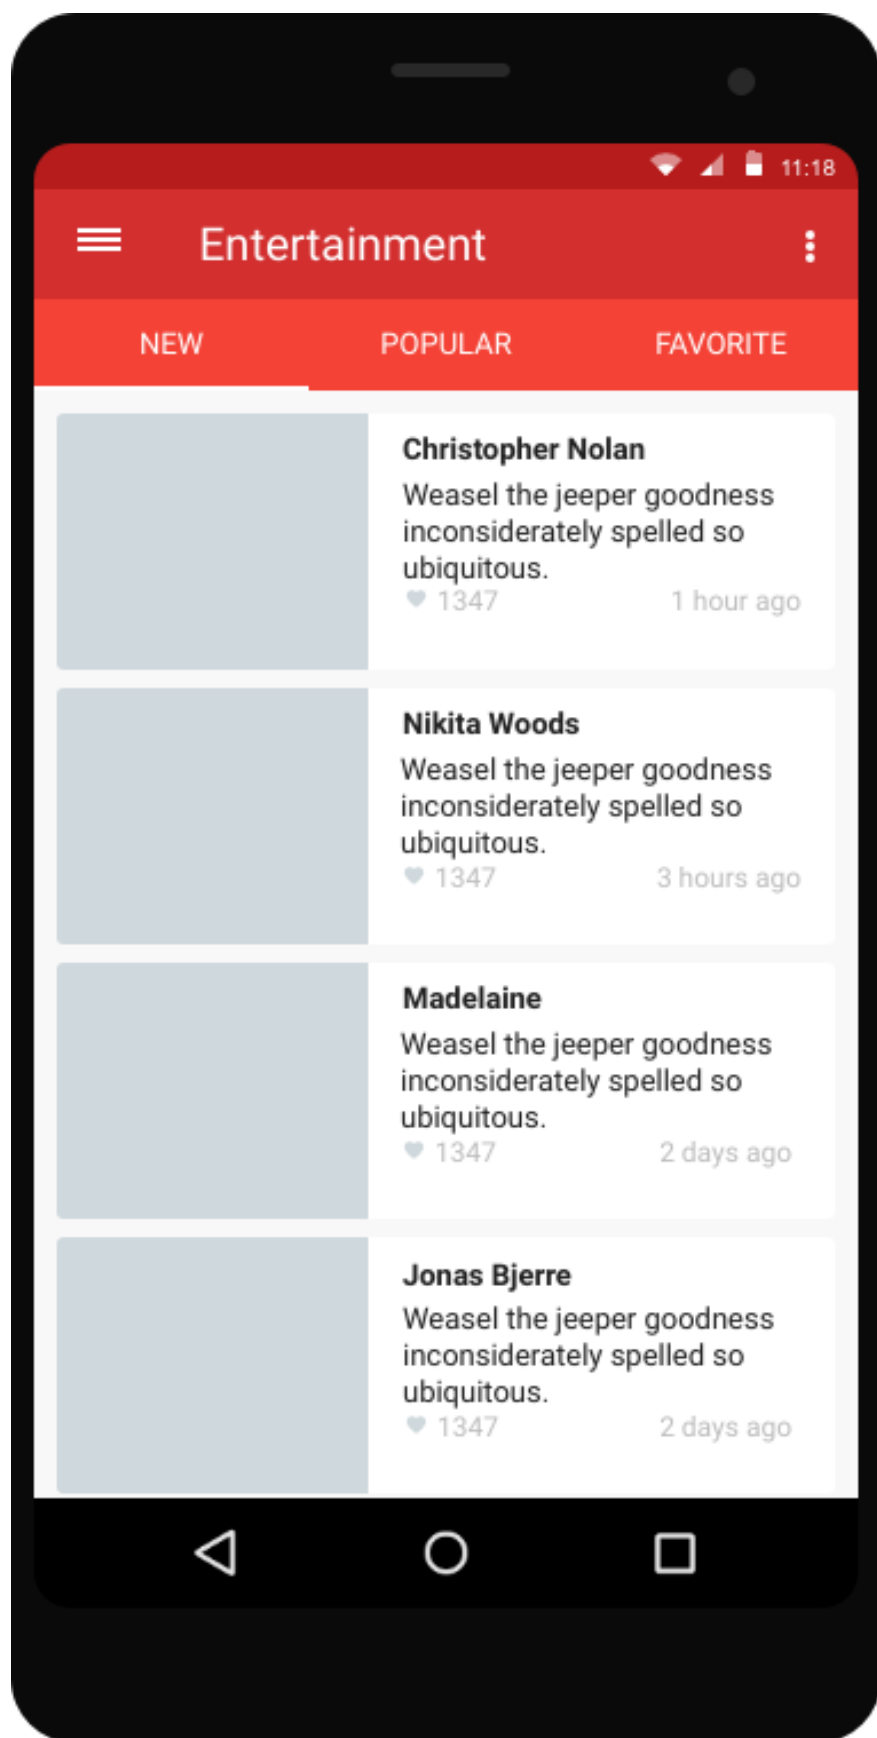 11:18
Entertainment
NEW POPULAR FAVORITE
Christopher Nolan
Weasel the jeeper goodness
inconsiderately spelled so
ubiquitous.
1347 1 hour ago
Nikita Woods
Weasel the jeeper goodness
inconsiderately spelled so
ubiquitous.
1347 3 hours ago
Madelaine
Weasel the jeeper goodness
inconsiderately spelled so
ubiquitous.
1347 2 days ago
Jonas Bjerre
Weasel the jeeper goodness
inconsiderately spelled so
ubiquitous.
1347 2 days ago